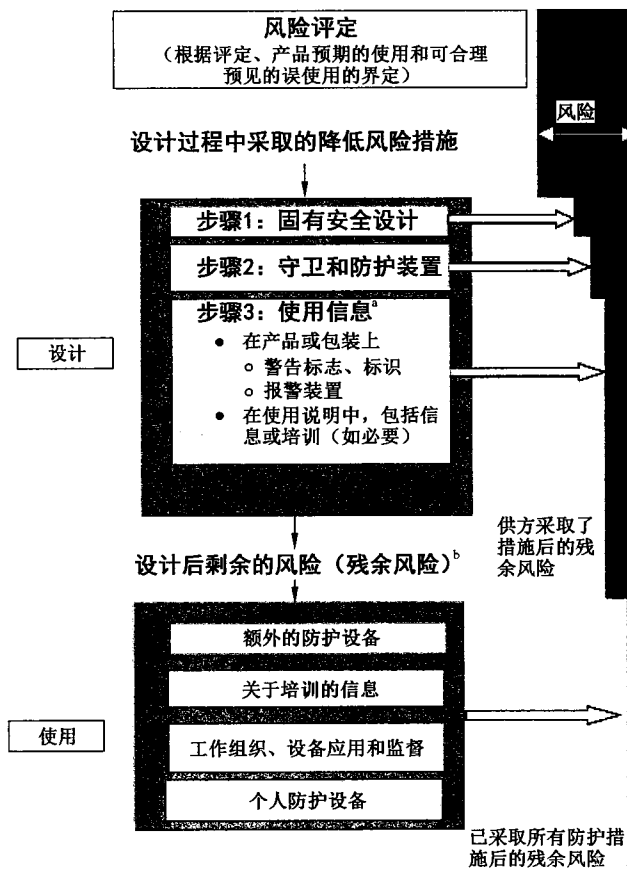 风险评定
（根据评定、产品预期的使用和可合理
预见的误使用的界定）
风险
设计过程中采取的降低风险措施
步骤1：固有安全设计
步骤2：守卫和防护装置
步骤3：使用信息a
● 在产品或包装上
○ 警告标志、标识
○ 报警装置
● 在使用说明中，包括信
息或培训（如必要）
设计
供方采取了
措施后的残
余风险
设计后剩余的风险（残余风险）b
额外的防护设备
关于培训的信息
工作组织、设备应用和监督
个人防护设备
使用
已采取所有防护措
施后的残余风险